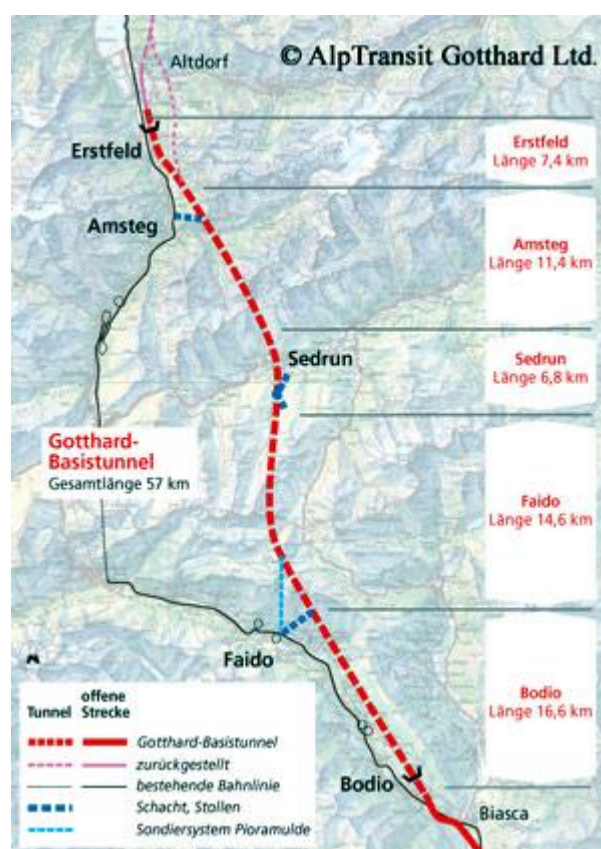 Altdorf
© AlpTransit Gotthard Ltd.
Erstfeld
Erstfeld
Länge 7,4 km
Amsteg
Amsteg
Länge 11,4 km
Sedrun
Sedrun
Länge 6,8 km
Gotthard-
Basistunnel
Gesamtlänge 57 km
Faido
Länge 14,6 km
Faido
Bodio
Länge 16,6 km
Tunnel
offene
Strecke
Gotthard-Basistunnel
zurückgestellt
bestehende Bahnlinie
Schacht, Stollen
Sondiersystem Pioramulde
Bodio
Biasca